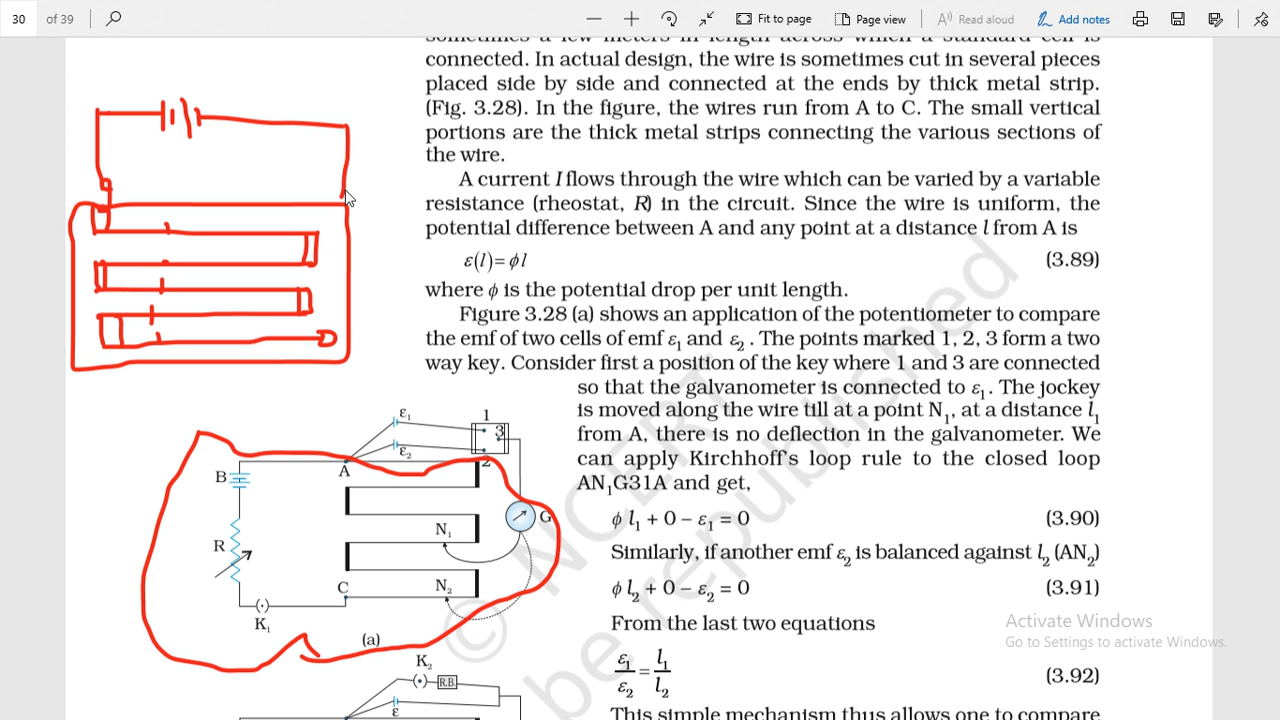 30 of 39
Fit to page
Page view
Read aloud
Add notes
sometimes a few meters in length across which a standard cell is
connected. In actual design, the wire is sometimes cut in several pieces
placed side by side and connected at the ends by thick metal strip.
(Fig. 3.28). In the figure, the wires run from A to C. The small vertical
portions are the thick metal strips connecting the various sections of
the wire.
A current I flows through the wire which can be varied by a variable
resistance (rheostat, R) in the circuit. Since the wire is uniform, the
potential difference between A and any point at a distance l from A is
ε(l)= ϕl (3.89)
where ϕ is the potential drop per unit length.
Figure 3.28 (a) shows an application of the potentiometer to compare
the emf of two cells of emf ε₁ and ε₂ . The points marked 1, 2, 3 form a two
way key. Consider first a position of the key where 1 and 3 are connected
so that the galvanometer is connected to ε₁. The jockey
is moved along the wire till at a point N₁, at a distance l₁
from A, there is no deflection in the galvanometer. We
can apply Kirchhoff's loop rule to the closed loop
AN₁G31A and get,
ϕ l₁ + 0 – ε₁ = 0 (3.90)
Similarly, if another emf ε₂ is balanced against l₂ (AN₂)
ϕ l₂ + 0 – ε₂ = 0 (3.91)
From the last two equations
ε₁/ε₂ = l₁/l₂ (3.92)
This simple mechanism thus allows one to compare
ε₁
1
3
ε₂
2
A
B
G
N₁
R
C
N₂
K₁
(a)
K₂
R.B.
ε
© NCERT
be republished
Activate Windows
Go to Settings to activate Windows.